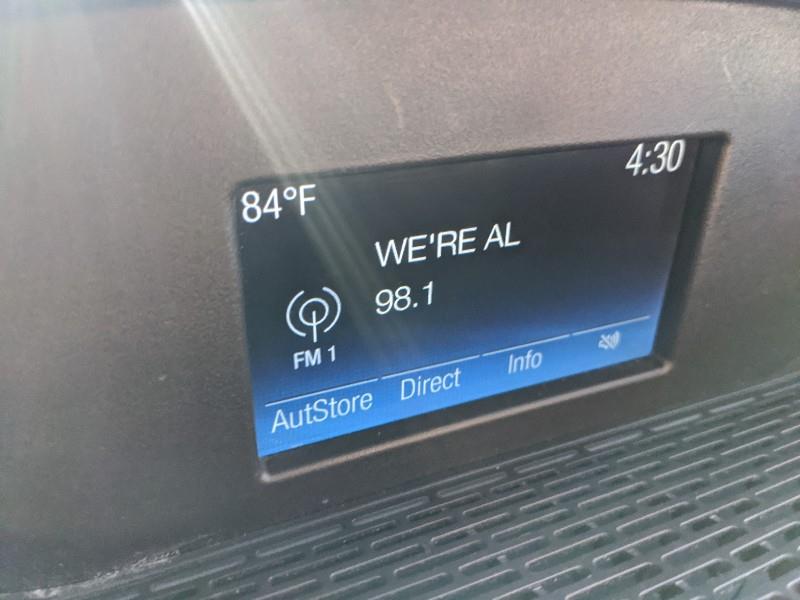 84°F
4:30
WE'RE AL
98.1
FM 1
AutStore Direct Info